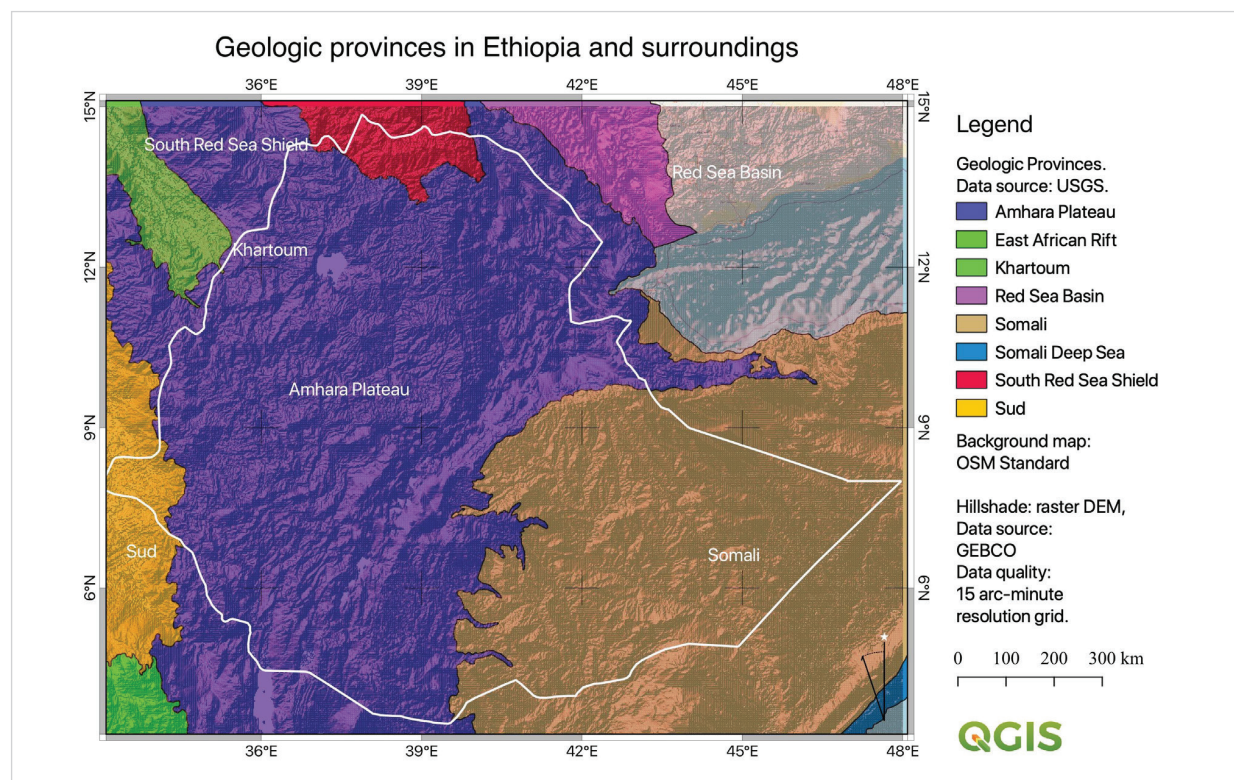 Geologic provinces in Ethiopia and surroundings
36°E 39°E 42°E 45°E 48°E
15°N 15°N
South Red Sea Shield
Red Sea Basin
Khartoum
12°N 12°N
Amhara Plateau
9°N 9°N
Sud
Somali
6°N 6°N
36°E 39°E 42°E 45°E 48°E
Legend
Geologic Provinces.
Data source: USGS.
Amhara Plateau
East African Rift
Khartoum
Red Sea Basin
Somali
Somali Deep Sea
South Red Sea Shield
Sud
Background map:
OSM Standard
Hillshade: raster DEM,
Data source:
GEBCO
Data quality:
15 arc-minute
resolution grid.
0 100 200 300 km
QGIS